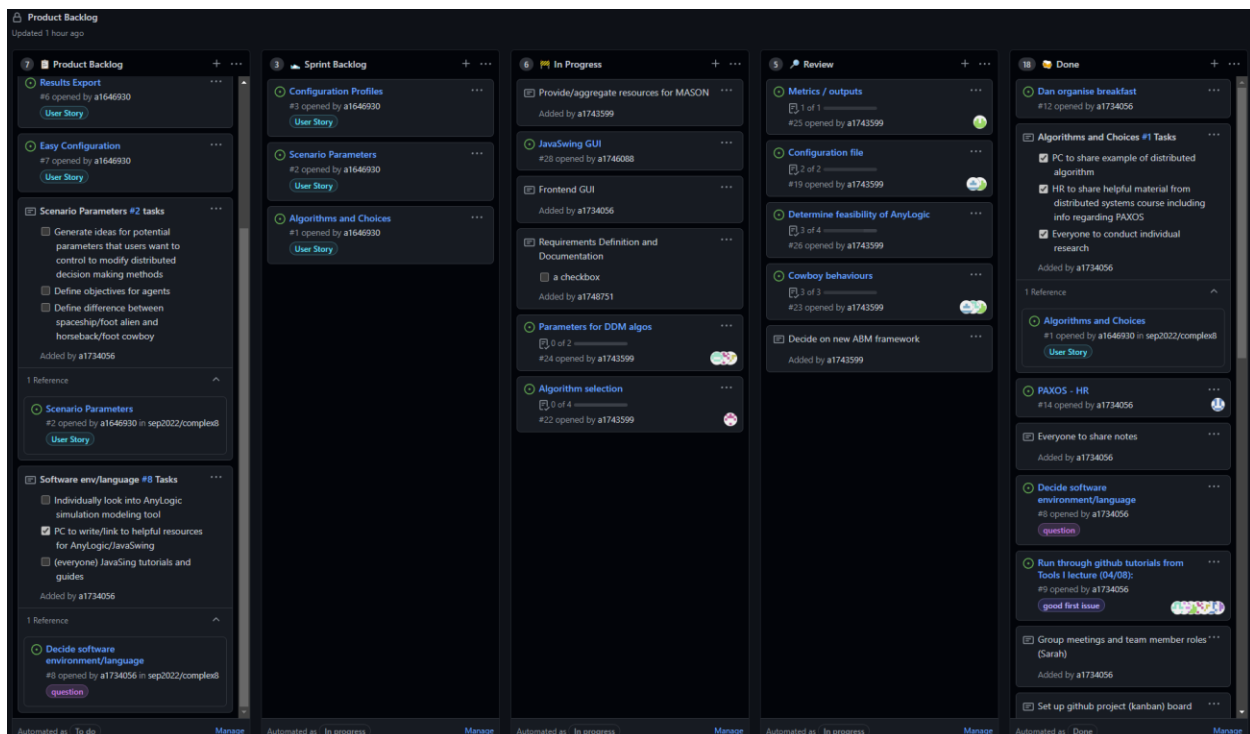 Product Backlog
Updated 1 hour ago
7 Product Backlog
Results Export
#6 opened by a1646930
User Story
Easy Configuration
#7 opened by a1646930
User Story
Scenario Parameters #2 tasks
Generate ideas for potential
parameters that users want to
control to modify distributed
decision making methods
Define objectives for agents
Define difference between
spaceship/foot alien and
horseback/foot cowboy
Added by a1734056
1 Reference
Scenario Parameters
#2 opened by a1646930 in sep2022/complex8
User Story
Software env/language #8 Tasks
Individually look into AnyLogic
simulation modeling tool
PC to write/link to helpful resources
for AnyLogic/JavaSwing
(everyone) JavaSing tutorials and
guides
Added by a1734056
1 Reference
Decide software
environment/language
#8 opened by a1734056 in sep2022/complex8
question
Automated as To do Manage
3 Sprint Backlog
Configuration Profiles
#3 opened by a1646930
User Story
Scenario Parameters
#2 opened by a1646930
User Story
Algorithms and Choices
#1 opened by a1646930
User Story
Automated as In progress Manage
6 In Progress
Provide/aggregate resources for MASON
Added by a1743599
JavaSwing GUI
#28 opened by a1746088
Frontend GUI
Added by a1734056
Requirements Definition and
Documentation
a checkbox
Added by a1748751
Parameters for DDM algos
0 of 2
#24 opened by a1743599
Algorithm selection
0 of 4
#22 opened by a1743599
Automated as In progress Manage
5 Review
Metrics / outputs
1 of 1
#25 opened by a1743599
Configuration file
2 of 2
#19 opened by a1743599
Determine feasibility of AnyLogic
3 of 4
#26 opened by a1743599
Cowboy behaviours
3 of 3
#23 opened by a1743599
Decide on new ABM framework
Added by a1743599
Automated as In progress Manage
18 Done
Dan organise breakfast
#12 opened by a1734056
Algorithms and Choices #1 Tasks
PC to share example of distributed
algorithm
HR to share helpful material from
distributed systems course including
info regarding PAXOS
Everyone to conduct individual
research
Added by a1734056
1 Reference
Algorithms and Choices
#1 opened by a1646930 in sep2022/complex8
User Story
PAXOS - HR
#14 opened by a1734056
Everyone to share notes
Added by a1734056
Decide software
environment/language
#8 opened by a1734056
question
Run through github tutorials from
Tools I lecture (04/08):
#9 opened by a1734056
good first issue
Group meetings and team member roles
(Sarah)
Added by a1734056
Set up github project (kanban) board
Automated as Done Manage